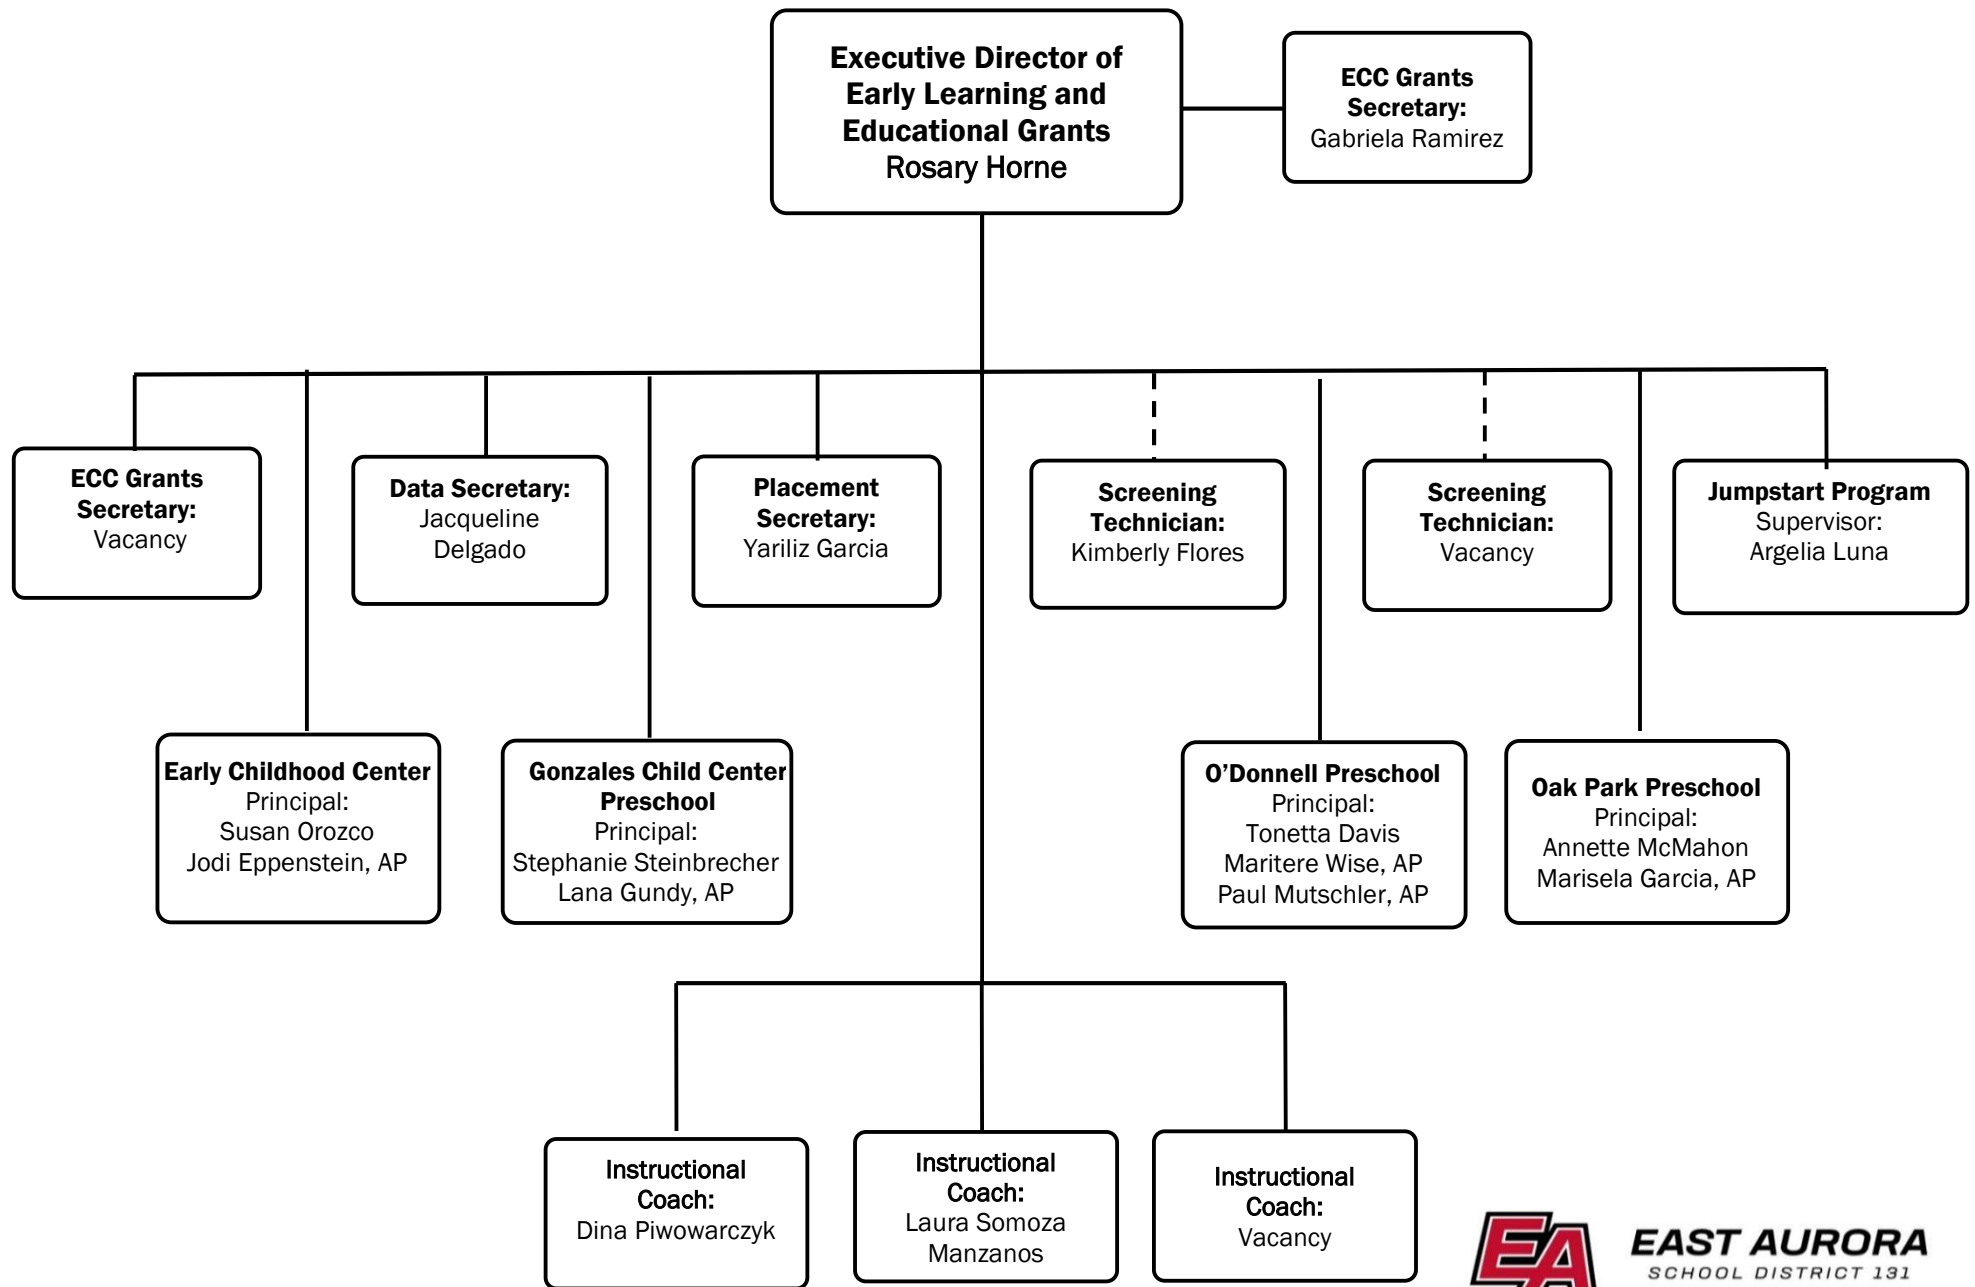 Executive Director of
Early Learning and
Educational Grants
Rosary Horne
ECC Grants
Secretary:
Gabriela Ramirez
ECC Grants
Secretary:
Vacancy
Data Secretary:
Jacqueline
Delgado
Placement
Secretary:
Yariliz Garcia
Screening
Technician:
Kimberly Flores
Screening
Technician:
Vacancy
Jumpstart Program
Supervisor:
Argelia Luna
Early Childhood Center
Principal:
Susan Orozco
Jodi Eppenstein, AP
Gonzales Child Center
Preschool
Principal:
Stephanie Steinbrecher
Lana Gundy, AP
O’Donnell Preschool
Principal:
Tonetta Davis
Maritere Wise, AP
Paul Mutschler, AP
Oak Park Preschool
Principal:
Annette McMahon
Marisela Garcia, AP
Instructional
Coach:
Dina Piwowarczyk
Instructional
Coach:
Laura Somoza
Manzanos
Instructional
Coach:
Vacancy
EA
EAST AURORA
SCHOOL DISTRICT 131